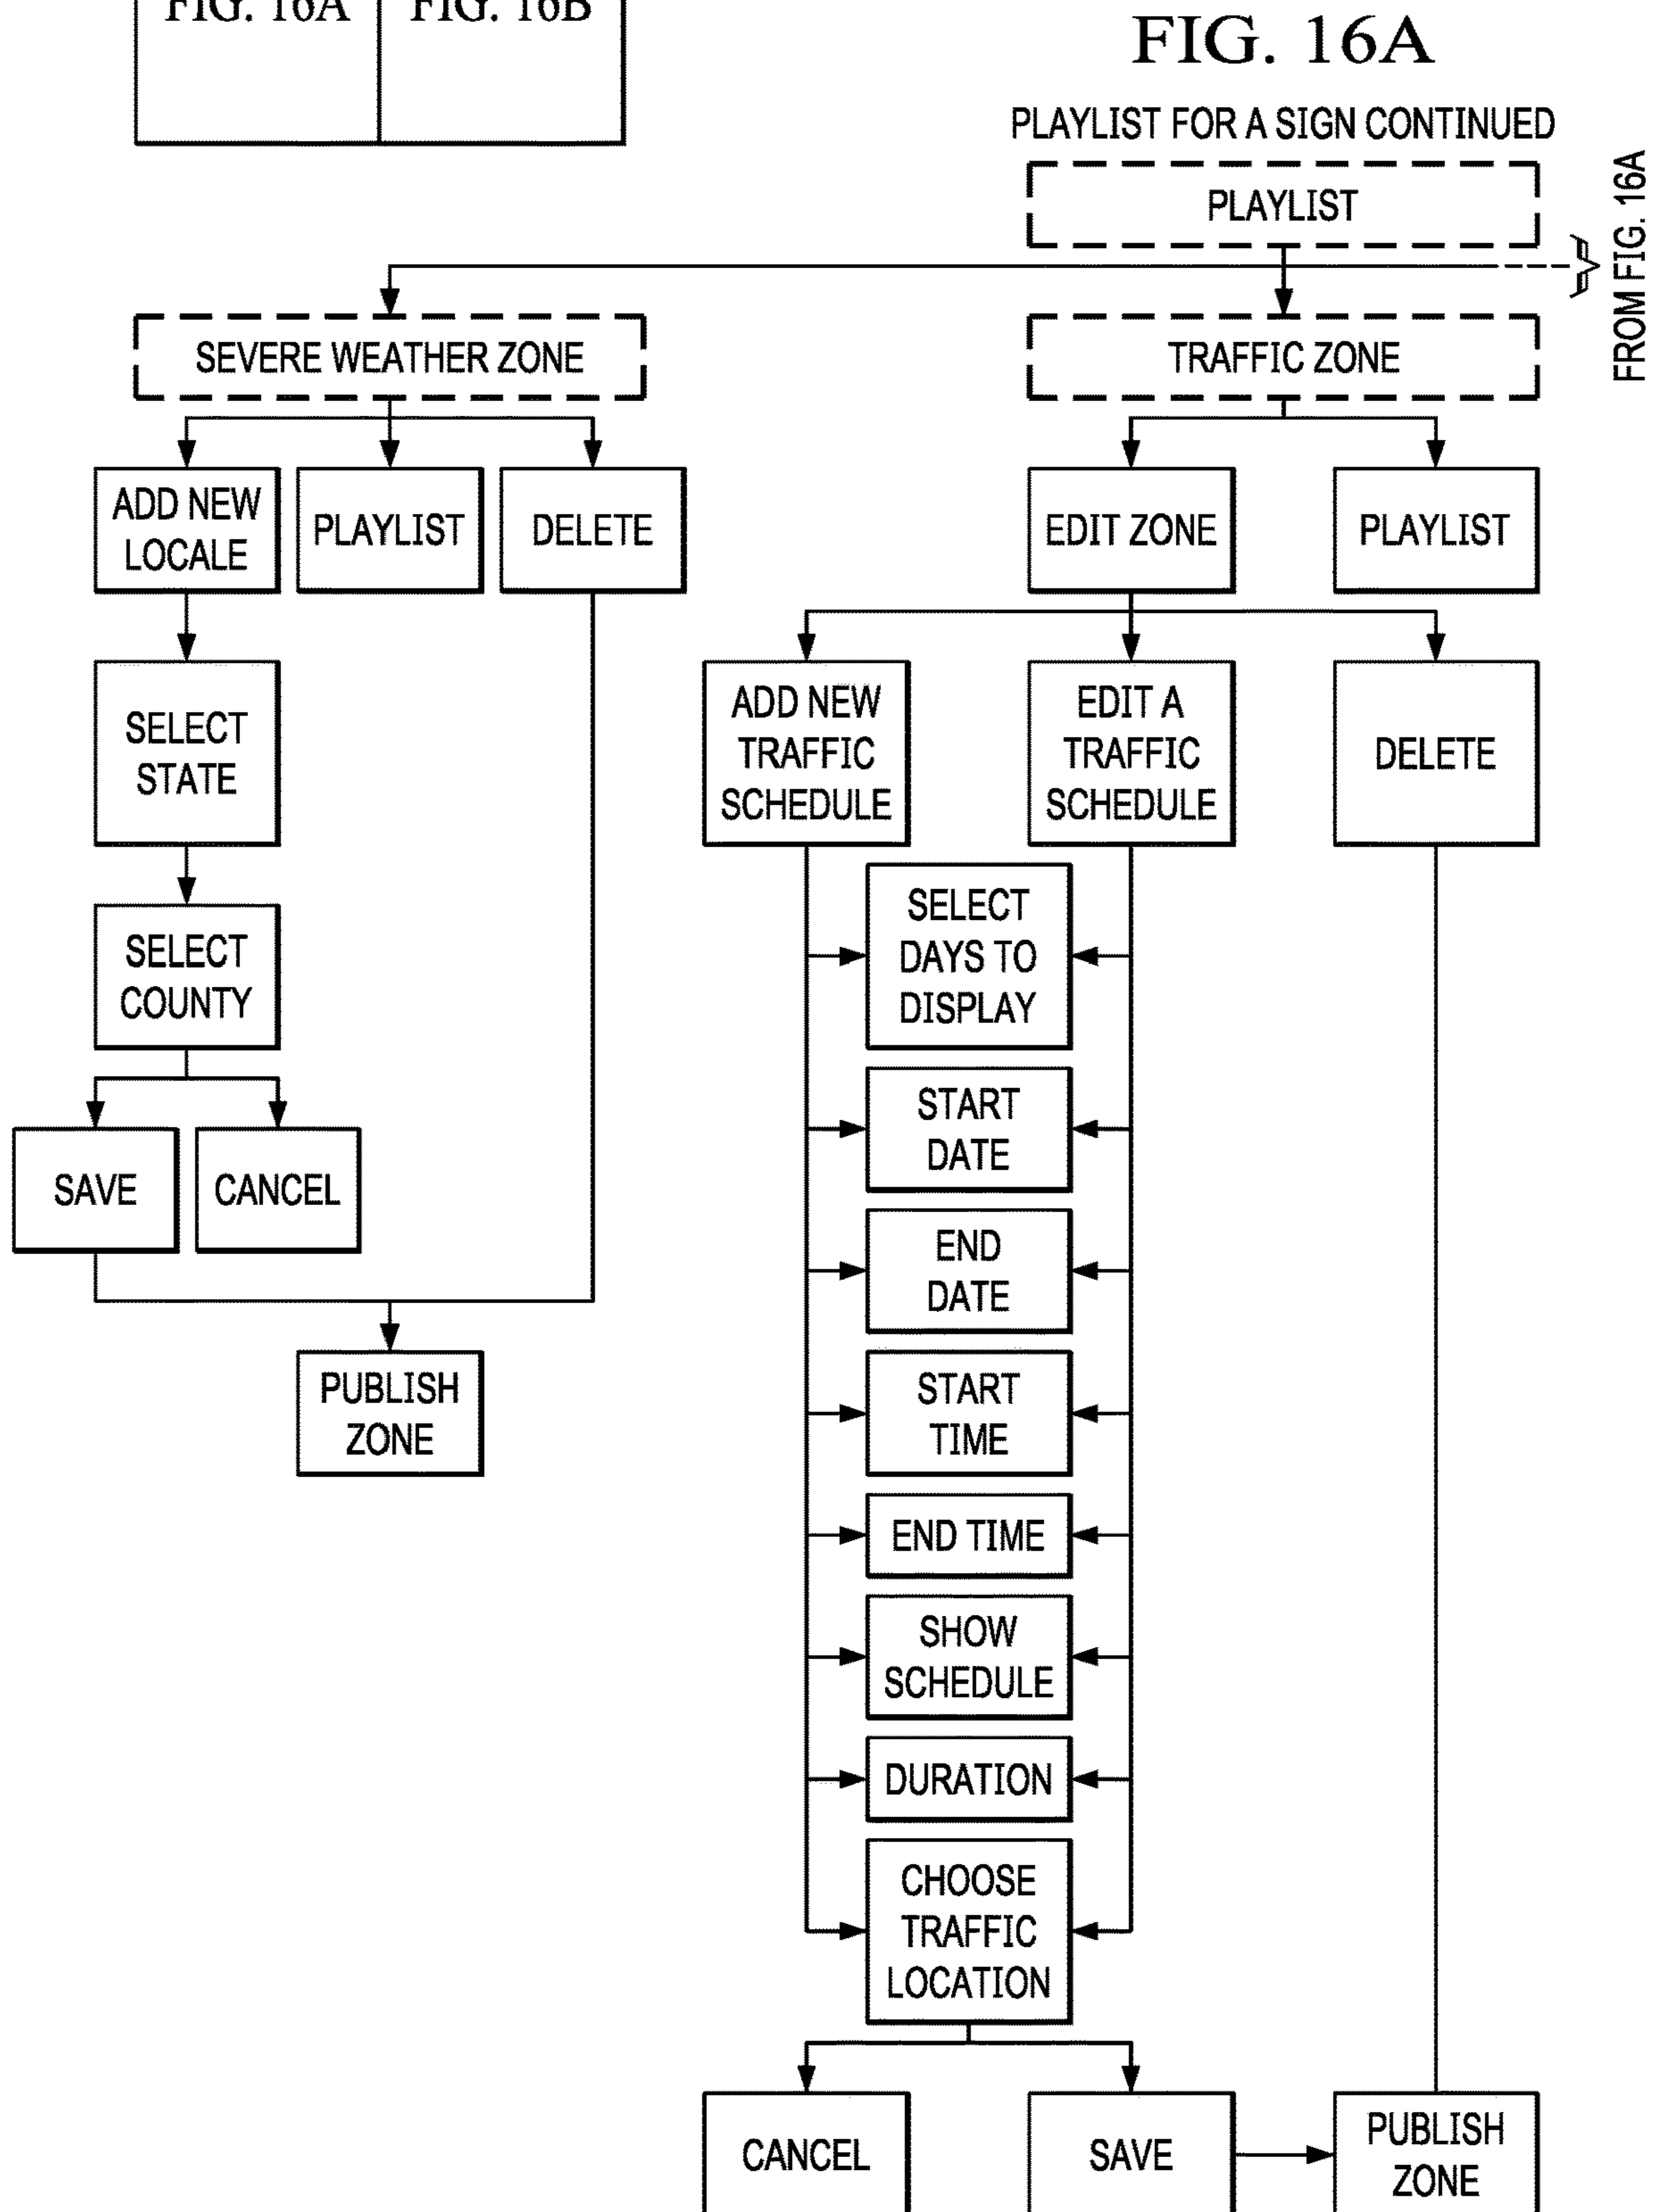 FIG. 16A
FIG. 16B
FIG. 16A
PLAYLIST FOR A SIGN CONTINUED
PLAYLIST
FROM FIG. 16A
SEVERE WEATHER ZONE
TRAFFIC ZONE
ADD NEW
LOCALE
PLAYLIST
DELETE
EDIT ZONE
PLAYLIST
SELECT
STATE
ADD NEW
TRAFFIC
SCHEDULE
EDIT A
TRAFFIC
SCHEDULE
DELETE
SELECT
COUNTY
SELECT
DAYS TO
DISPLAY
SAVE
CANCEL
START
DATE
END
DATE
PUBLISH
ZONE
START
TIME
END TIME
SHOW
SCHEDULE
DURATION
CHOOSE
TRAFFIC
LOCATION
CANCEL
SAVE
PUBLISH
ZONE